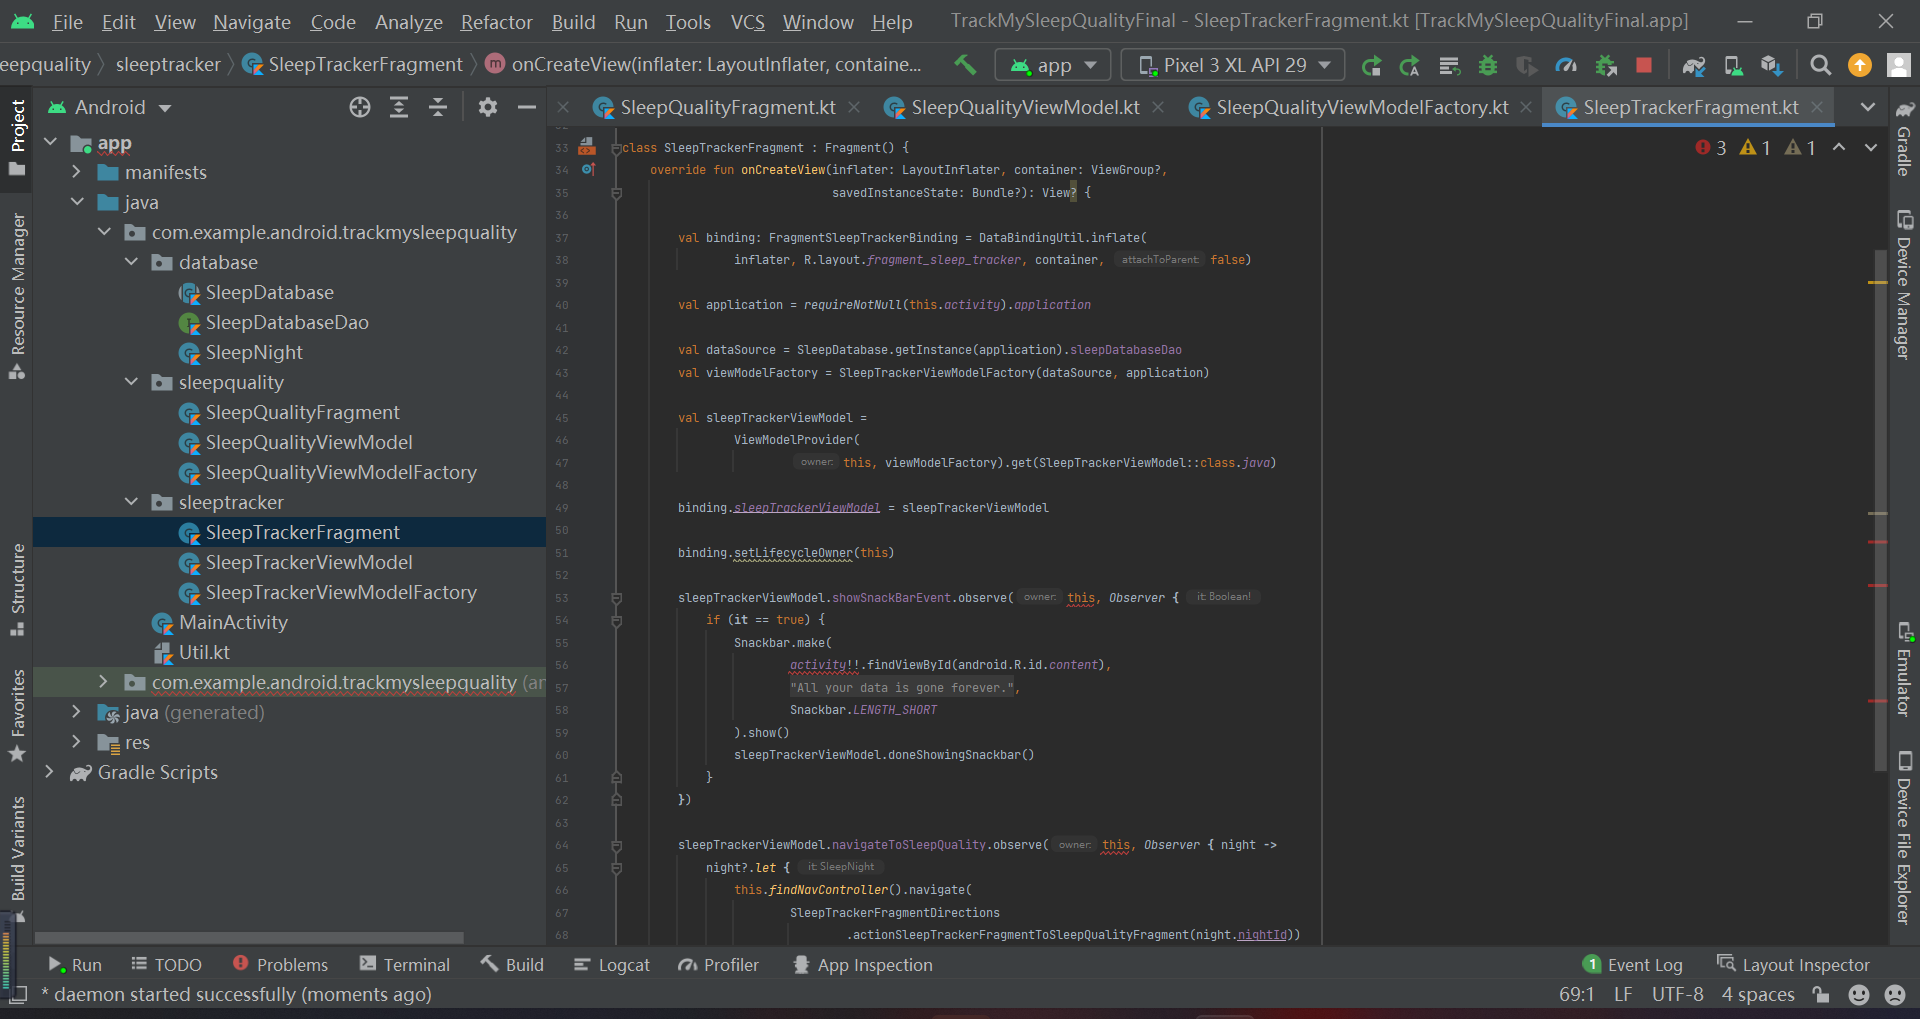 File Edit View Navigate Code Analyze Refactor Build Run Tools VCS Window Help TrackMySleepQualityFinal - SleepTrackerFragment.kt [TrackMySleepQualityFinal.app]
eepquality sleeptracker SleepTrackerFragment m onCreateView(inflater: LayoutInflater, containe... app Pixel 3 XL API 29
Android
SleepQualityFragment.kt SleepQualityViewModel.kt SleepQualityViewModelFactory.kt SleepTrackerFragment.kt
Project
Resource Manager
Structure
Favorites
Build Variants
app
manifests
java
com.example.android.trackmysleepquality
database
SleepDatabase
SleepDatabaseDao
SleepNight
sleepquality
SleepQualityFragment
SleepQualityViewModel
SleepQualityViewModelFactory
sleeptracker
SleepTrackerFragment
SleepTrackerViewModel
SleepTrackerViewModelFactory
MainActivity
Util.kt
com.example.android.trackmysleepquality (ar
java (generated)
res
Gradle Scripts
3 1 1
33 class SleepTrackerFragment : Fragment() {
34 override fun onCreateView(inflater: LayoutInflater, container: ViewGroup?,
35 savedInstanceState: Bundle?): View? {
36
37 val binding: FragmentSleepTrackerBinding = DataBindingUtil.inflate(
38 inflater, R.layout.fragment_sleep_tracker, container, attachToParent: false)
39
40 val application = requireNotNull(this.activity).application
41
42 val dataSource = SleepDatabase.getInstance(application).sleepDatabaseDao
43 val viewModelFactory = SleepTrackerViewModelFactory(dataSource, application)
44
45 val sleepTrackerViewModel =
46 ViewModelProvider(
47 owner: this, viewModelFactory).get(SleepTrackerViewModel::class.java)
48
49 binding.sleepTrackerViewModel = sleepTrackerViewModel
50
51 binding.setLifecycleOwner(this)
52
53 sleepTrackerViewModel.showSnackBarEvent.observe( owner: this, Observer { it: Boolean!
54 if (it == true) {
55 Snackbar.make(
56 activity!!.findViewById(android.R.id.content),
57 "All your data is gone forever.",
58 Snackbar.LENGTH_SHORT
59 ).show()
60 sleepTrackerViewModel.doneShowingSnackbar()
61 }
62 })
63
64 sleepTrackerViewModel.navigateToSleepQuality.observe( owner: this, Observer { night ->
65 night?.let { it: SleepNight
66 this.findNavController().navigate(
67 SleepTrackerFragmentDirections
68 .actionSleepTrackerFragmentToSleepQualityFragment(night.nightId))
Gradle
Device Manager
Emulator
Device File Explorer
Run TODO Problems Terminal Build Logcat Profiler App Inspection 1 Event Log Layout Inspector
* daemon started successfully (moments ago) 69:1 LF UTF-8 4 spaces